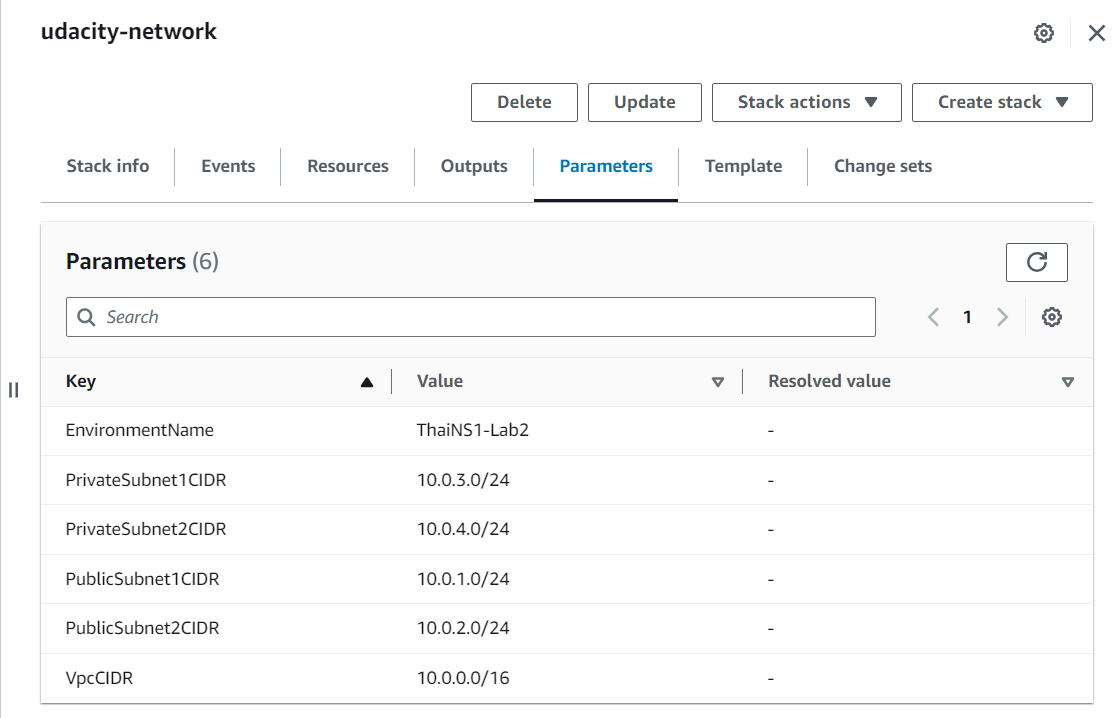 udacity-network
Delete Update Stack actions Create stack
Stack info Events Resources Outputs Parameters Template Change sets
Parameters (6)
Search 1
Key Value Resolved value
EnvironmentName ThaiNS1-Lab2 -
PrivateSubnet1CIDR 10.0.3.0/24 -
PrivateSubnet2CIDR 10.0.4.0/24 -
PublicSubnet1CIDR 10.0.1.0/24 -
PublicSubnet2CIDR 10.0.2.0/24 -
VpcCIDR 10.0.0.0/16 -